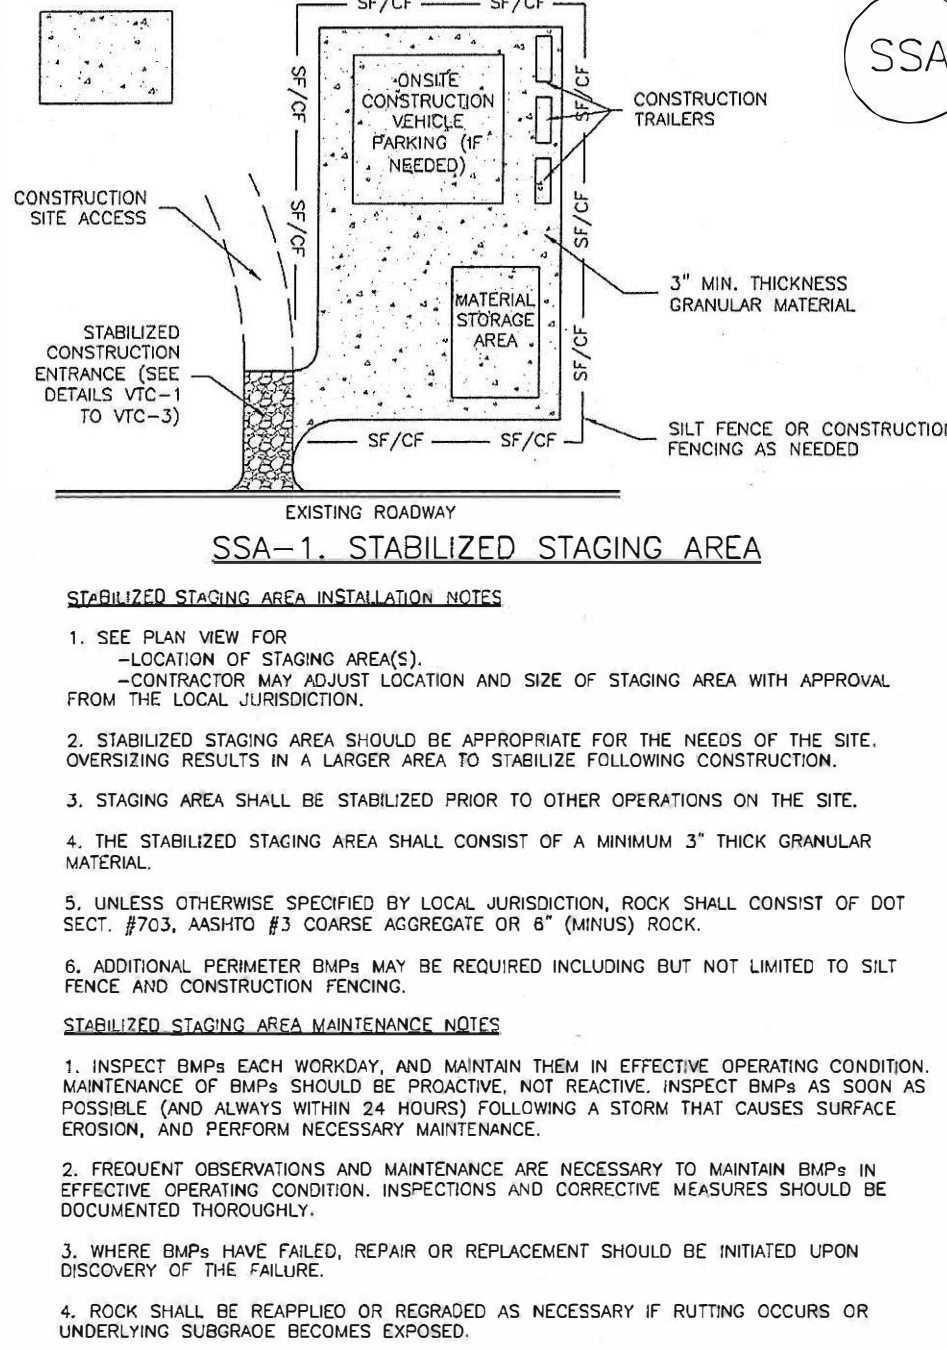 SF/CF SF/CF
SSA
SF/CF
SF/CF
ONSITE
CONSTRUCTION
VEHICLE
PARKING (IF
NEEDED)
SF/CF
CONSTRUCTION
TRAILERS
CONSTRUCTION
SITE ACCESS
SF/CF
3" MIN. THICKNESS
GRANULAR MATERIAL
MATERIAL
STORAGE
AREA
STABILIZED
CONSTRUCTION
ENTRANCE (SEE
DETAILS VTC-1
TO VTC-3)
SF/CF
SF/CF SF/CF
SILT FENCE OR CONSTRUCTION
FENCING AS NEEDED
EXISTING ROADWAY
SSA-1. STABILIZED STAGING AREA
STABILIZED STAGING AREA INSTALLATION NOTES
1. SEE PLAN VIEW FOR
-LOCATION OF STAGING AREA(S).
-CONTRACTOR MAY ADJUST LOCATION AND SIZE OF STAGING AREA WITH APPROVAL
FROM THE LOCAL JURISDICTION.
2. STABILIZED STAGING AREA SHOULD BE APPROPRIATE FOR THE NEEDS OF THE SITE.
OVERSIZING RESULTS IN A LARGER AREA TO STABILIZE FOLLOWING CONSTRUCTION.
3. STAGING AREA SHALL BE STABILIZED PRIOR TO OTHER OPERATIONS ON THE SITE.
4. THE STABILIZED STAGING AREA SHALL CONSIST OF A MINIMUM 3" THICK GRANULAR
MATERIAL.
5. UNLESS OTHERWISE SPECIFIED BY LOCAL JURISDICTION, ROCK SHALL CONSIST OF DOT
SECT. #703, AASHTO #3 COARSE AGGREGATE OR 6" (MINUS) ROCK.
6. ADDITIONAL PERIMETER BMPs MAY BE REQUIRED INCLUDING BUT NOT LIMITED TO SILT
FENCE AND CONSTRUCTION FENCING.
STABILIZED STAGING AREA MAINTENANCE NOTES
1. INSPECT BMPs EACH WORKDAY, AND MAINTAIN THEM IN EFFECTIVE OPERATING CONDITION.
MAINTENANCE OF BMPs SHOULD BE PROACTIVE, NOT REACTIVE. INSPECT BMPs AS SOON AS
POSSIBLE (AND ALWAYS WITHIN 24 HOURS) FOLLOWING A STORM THAT CAUSES SURFACE
EROSION, AND PERFORM NECESSARY MAINTENANCE.
2. FREQUENT OBSERVATIONS AND MAINTENANCE ARE NECESSARY TO MAINTAIN BMPs IN
EFFECTIVE OPERATING CONDITION. INSPECTIONS AND CORRECTIVE MEASURES SHOULD BE
DOCUMENTED THOROUGHLY.
3. WHERE BMPs HAVE FAILED, REPAIR OR REPLACEMENT SHOULD BE INITIATED UPON
DISCOVERY OF THE FAILURE.
4. ROCK SHALL BE REAPPLIED OR REGRADED AS NECESSARY IF RUTTING OCCURS OR
UNDERLYING SUBGRADE BECOMES EXPOSED.